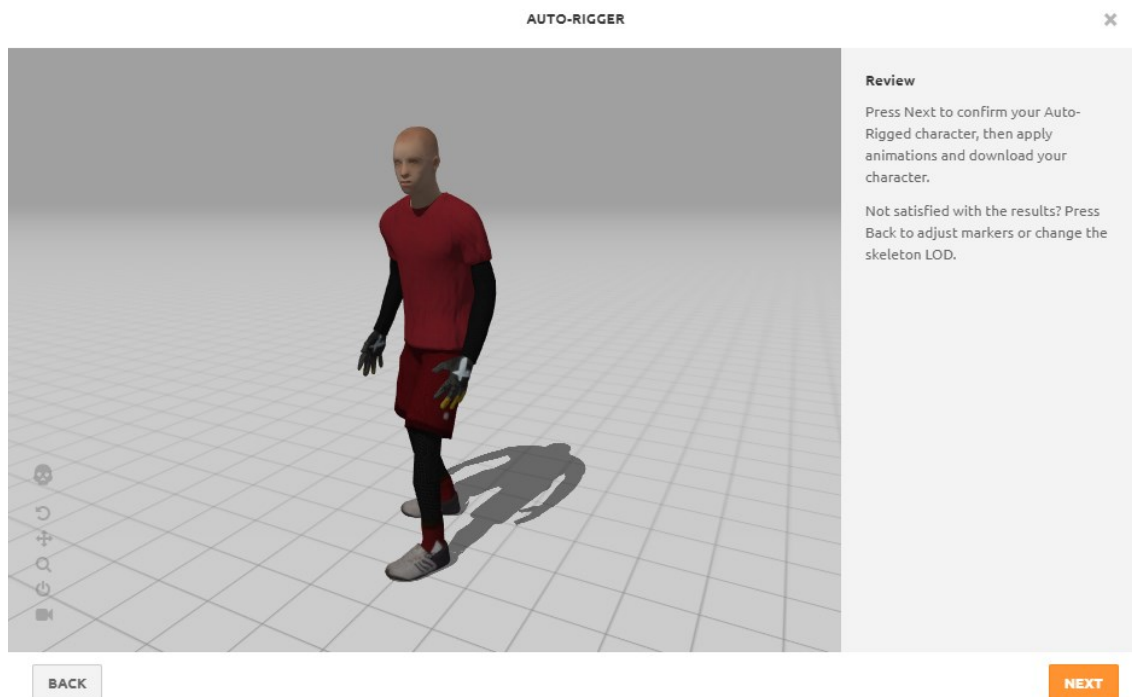 AUTO-RIGGER
Review
Press Next to confirm your Auto-
Rigged character, then apply
animations and download your
character.
Not satisfied with the results? Press
Back to adjust markers or change the
skeleton LOD.
BACK
NEXT